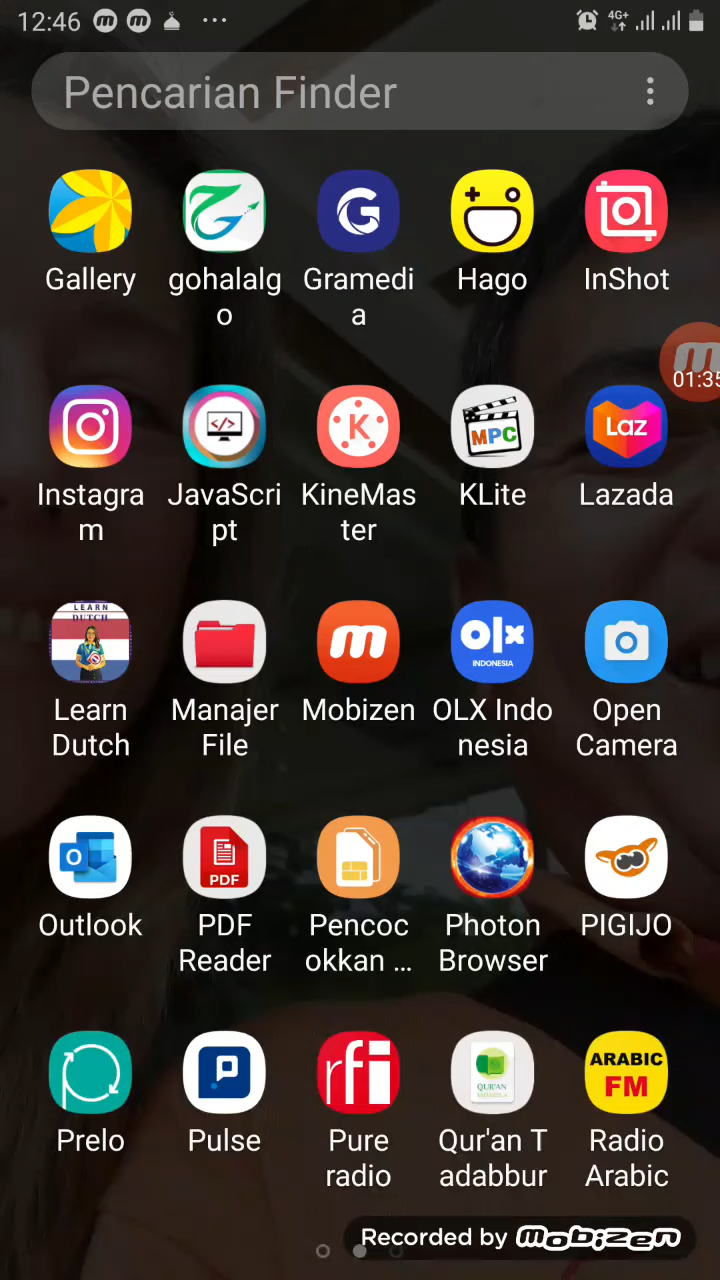 12:46
4G+
Pencarian Finder
Gallery
gohalalg
o
Gramedi
a
Hago
InShot
01:35
Laz
MPC
Instagra
m
JavaScri
pt
KineMas
ter
KLite
Lazada
LEARN
DUTCH
olx
INDONESIA
Learn
Dutch
Manajer
File
Mobizen
OLX Indo
nesia
Open
Camera
PDF
Outlook
PDF
Reader
Pencoc
okkan ...
Photon
Browser
PIGIJO
rfi
QUR'AN
ARABIC
FM
Prelo
Pulse
Pure
radio
Qur'an T
adabbur
Radio
Arabic
Recorded by Mobizen